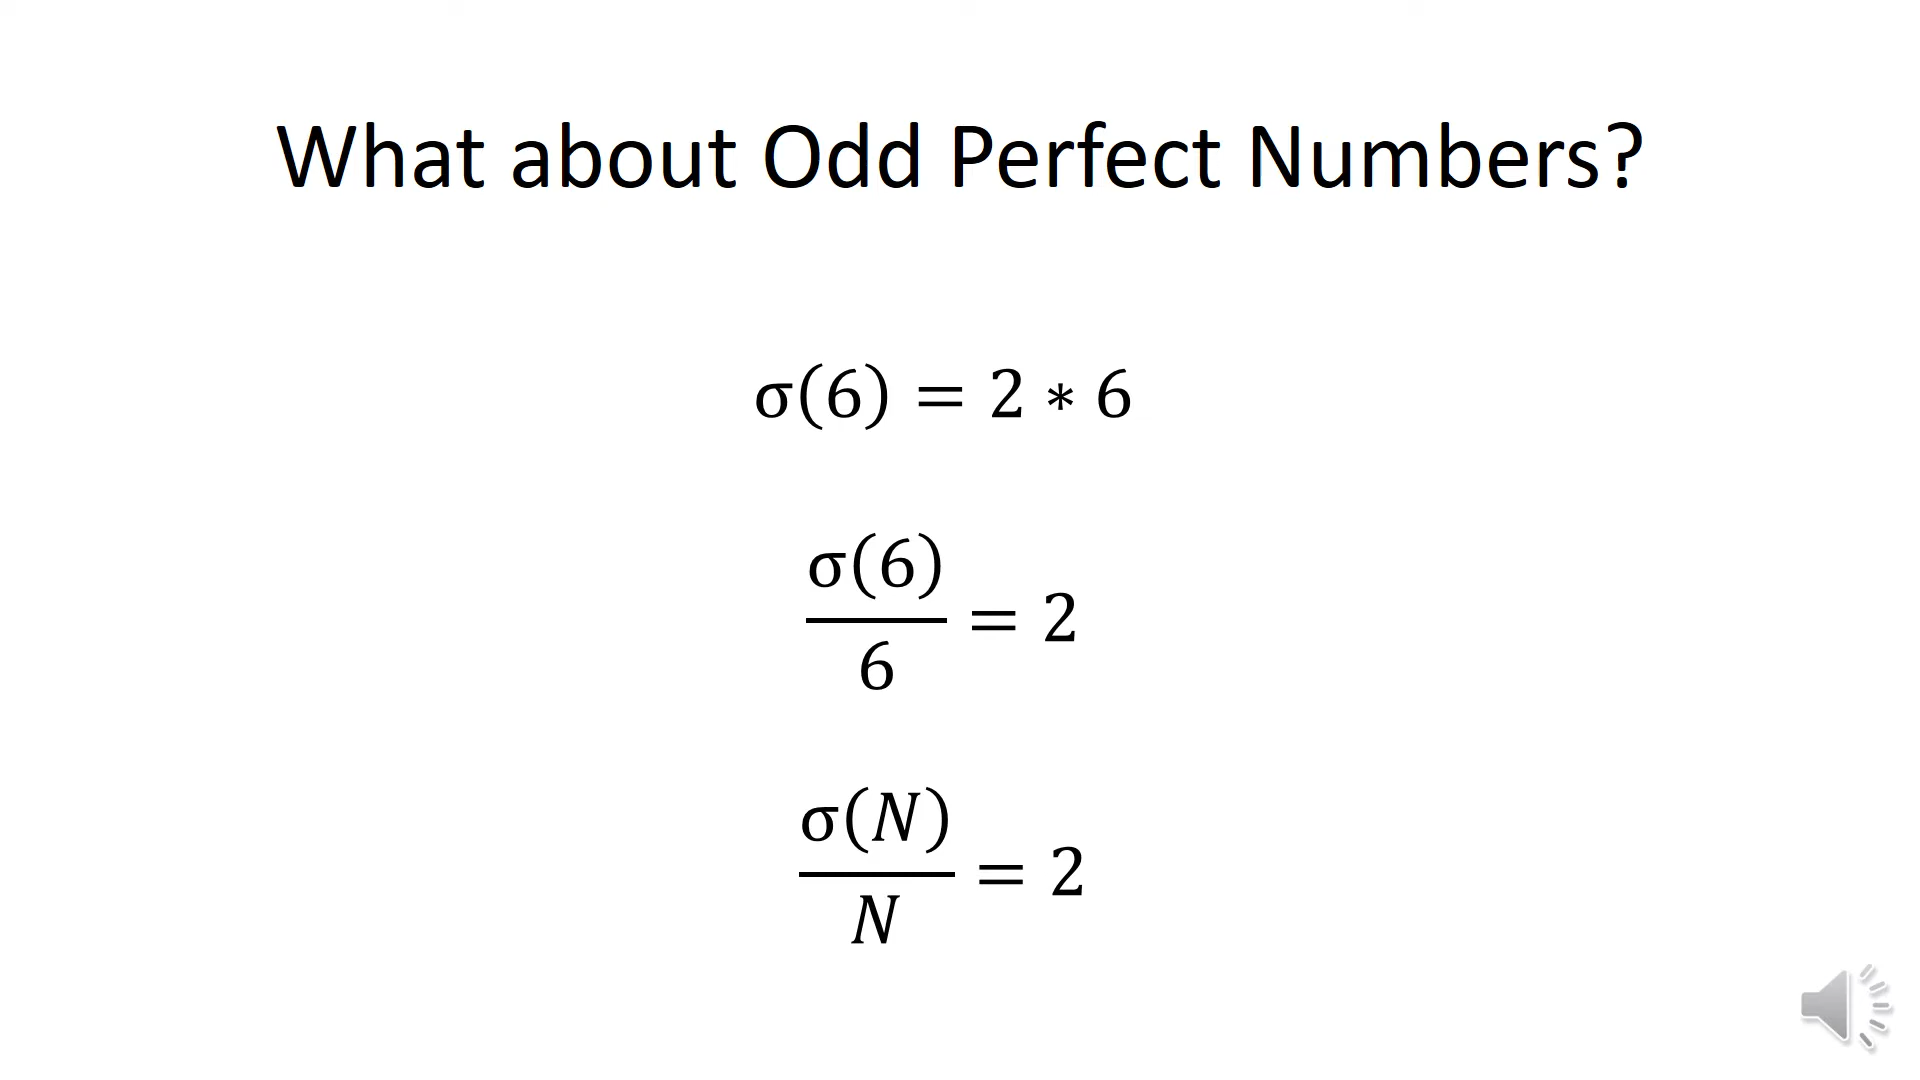 What about Odd Perfect Numbers?
σ(6) = 2 ∗ 6
σ(6)
6
= 2
σ(N)
N
= 2